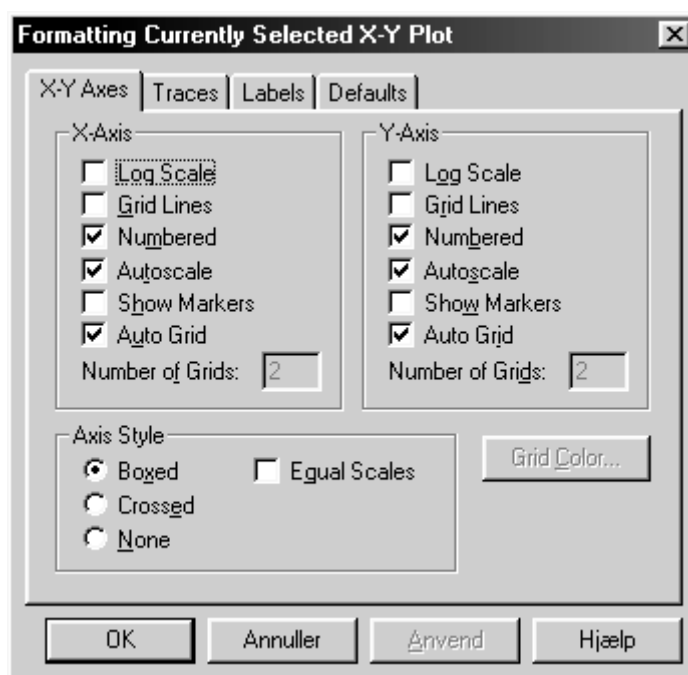 Formatting Currently Selected X-Y Plot
X-Y Axes Traces Labels Defaults
X-Axis
Log Scale
Grid Lines
Numbered
Autoscale
Show Markers
Auto Grid
Number of Grids: 2
Y-Axis
Log Scale
Grid Lines
Numbered
Autoscale
Show Markers
Auto Grid
Number of Grids: 2
Axis Style
Boxed
Equal Scales
Crossed
None
Grid Color...
OK Annuller Anvend Hjælp